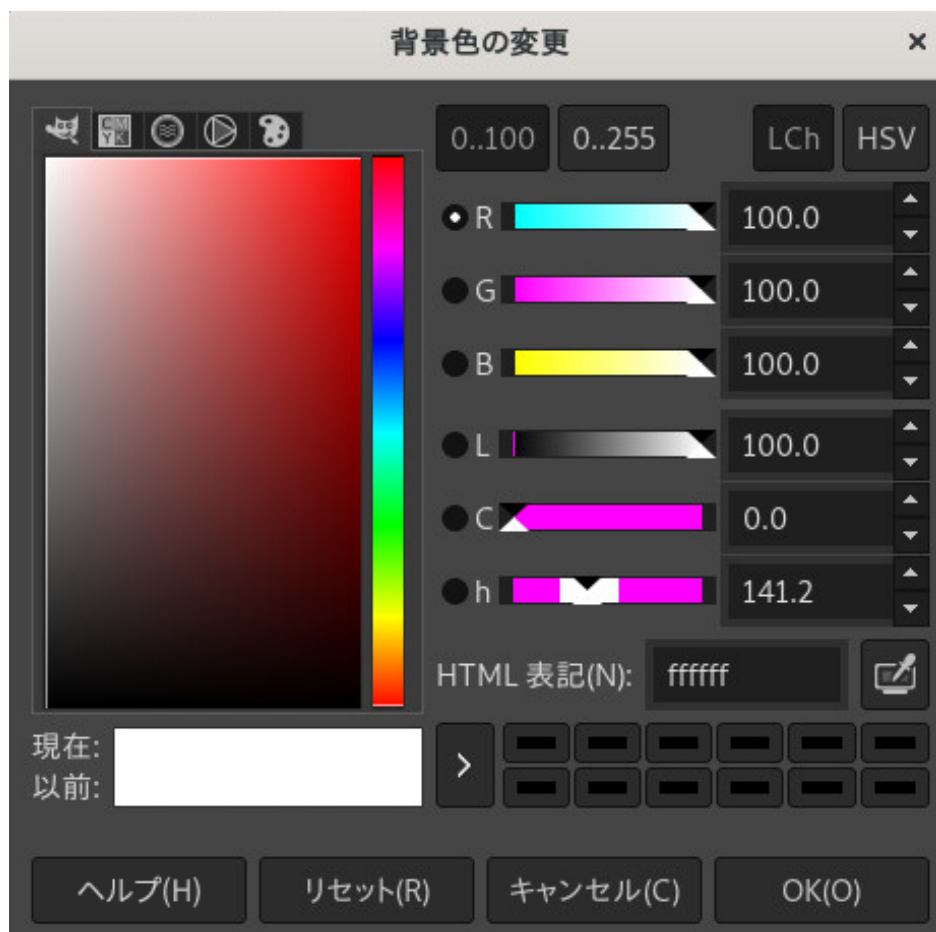 背景色の変更 ×
CMYK
0..100 0..255 LCh HSV
R 100.0
G 100.0
B 100.0
L 100.0
C 0.0
h 141.2
HTML 表記(N): ffffff
現在:
以前:
>
ヘルプ(H) リセット(R) キャンセル(C) OK(O)